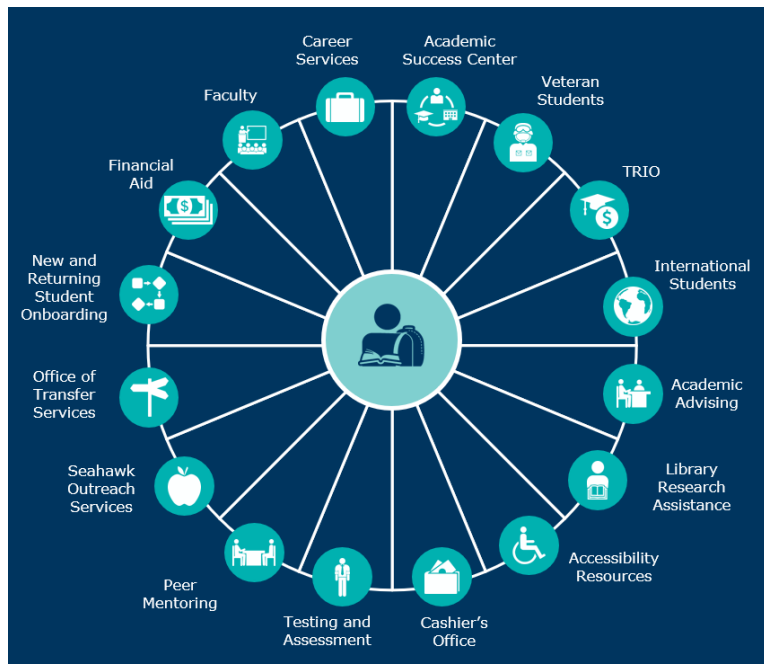 Career
Services
Academic
Success Center
Veteran
Students
TRIO
International
Students
Academic
Advising
Library
Research
Assistance
Accessibility
Resources
Cashier's
Office
Testing and
Assessment
Peer
Mentoring
Seahawk
Outreach
Services
Office of
Transfer
Services
New and
Returning
Student
Onboarding
Financial
Aid
Faculty